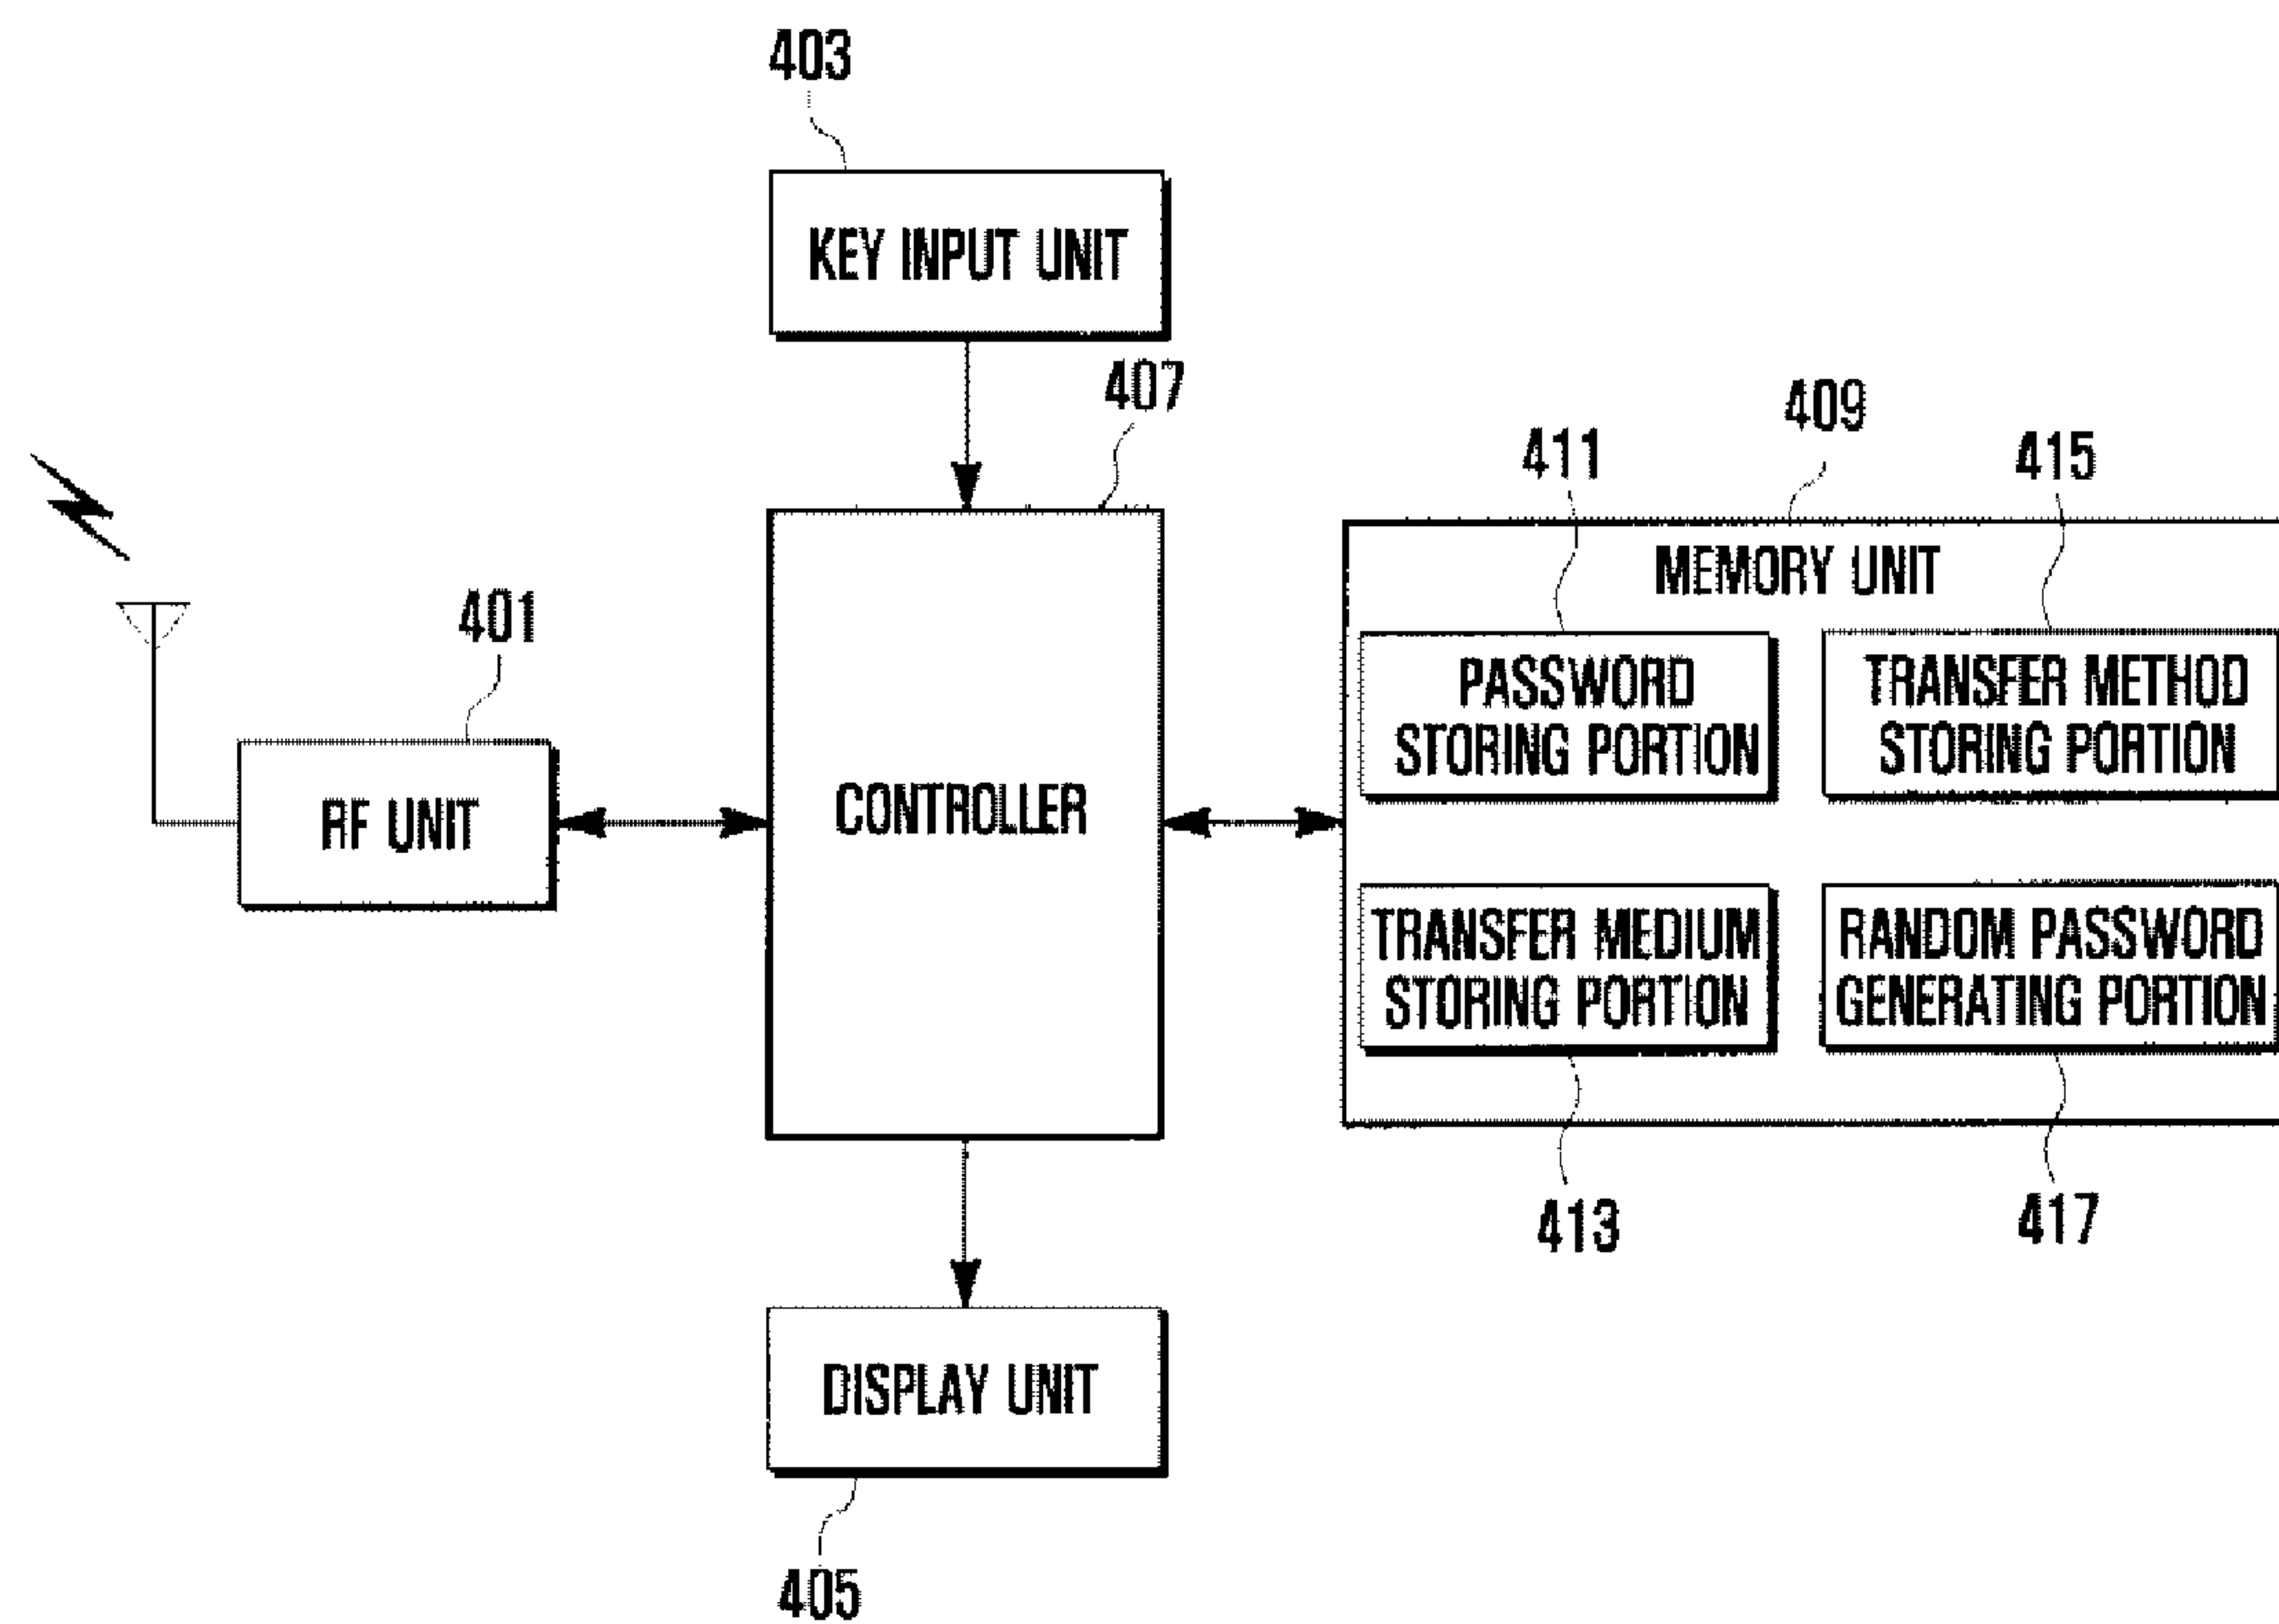 403
KEY INPUT UNIT
407
409
411
415
MEMORY UNIT
401
PASSWORD
STORING PORTION
TRANSFER METHOD
STORING PORTION
RF UNIT
CONTROLLER
TRANSFER MEDIUM
STORING PORTION
RANDOM PASSWORD
GENERATING PORTION
413
417
DISPLAY UNIT
405